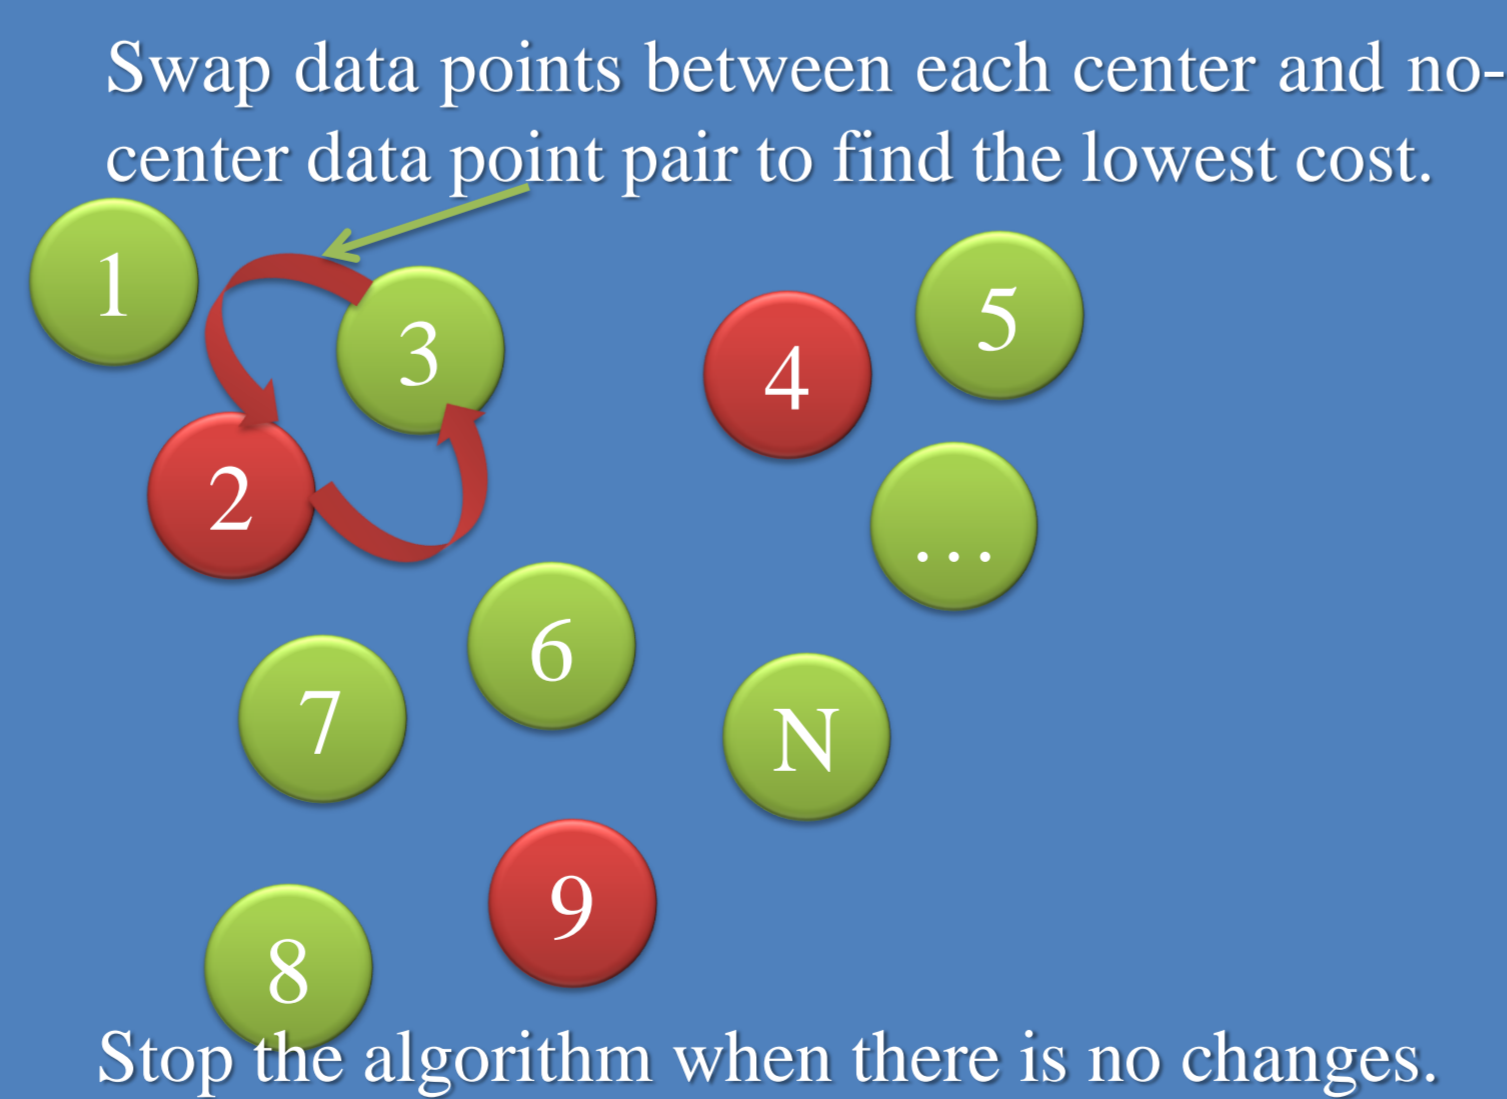 Swap data points between each center and no-
center data point pair to find the lowest cost.
1
3
5
4
2
...
6
7
N
9
8
Stop the algorithm when there is no changes.